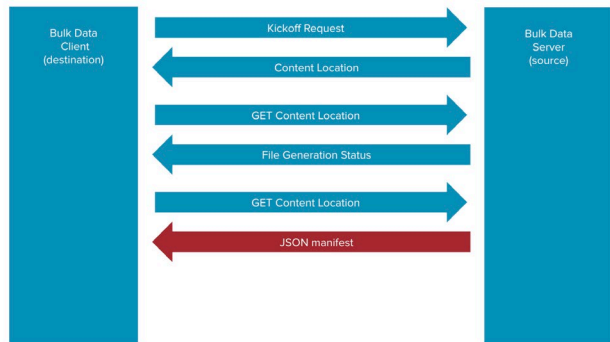 Bulk Data
Client
(destination)
Kickoff Request
Content Location
GET Content Location
File Generation Status
GET Content Location
JSON manifest
Bulk Data
Server
(source)